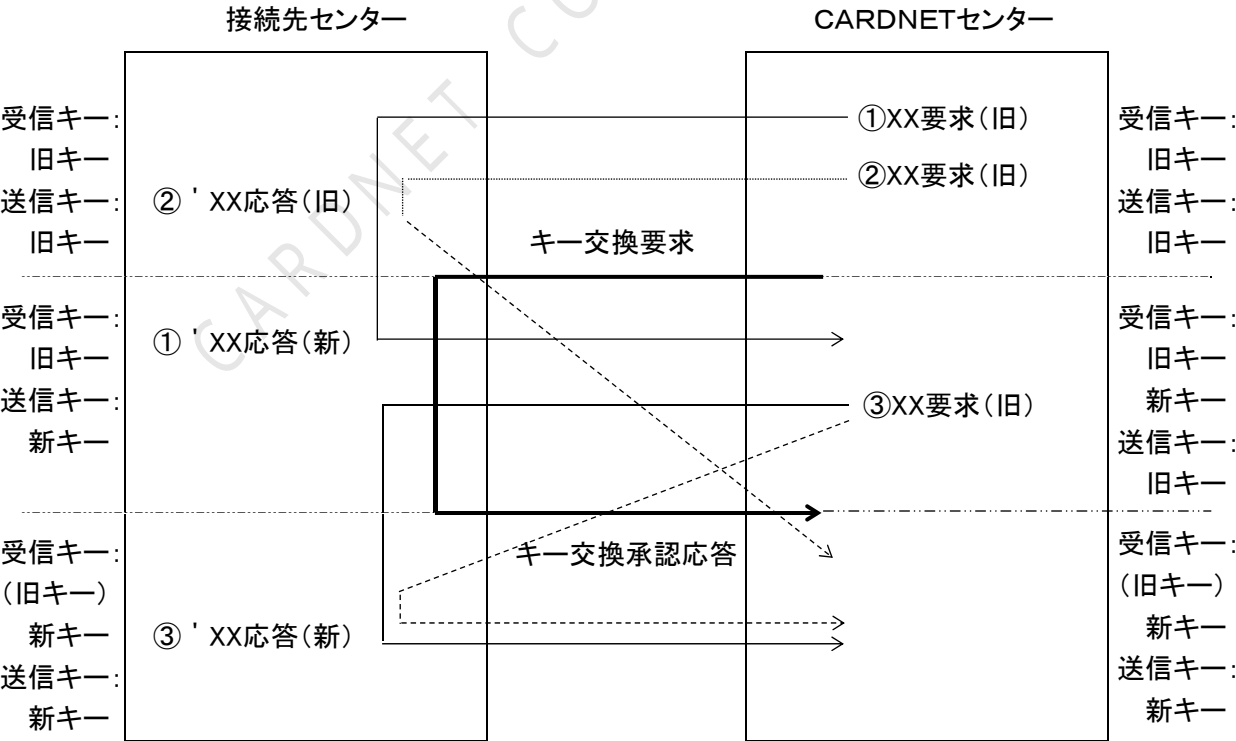 接続先センター
CARDNETセンター
受信キー:
旧キー
送信キー:
旧キー
②'XX応答(旧)
①XX要求(旧)
②XX要求(旧)
受信キー:
旧キー
送信キー:
旧キー
キー交換要求
受信キー:
旧キー
送信キー:
新キー
①'XX応答(新)
③XX要求(旧)
受信キー:
旧キー
新キー
送信キー:
旧キー
キー交換承認応答
受信キー:
(旧キー)
新キー
送信キー:
新キー
③'XX応答(新)
受信キー:
(旧キー)
新キー
送信キー:
新キー
CARDNET CO